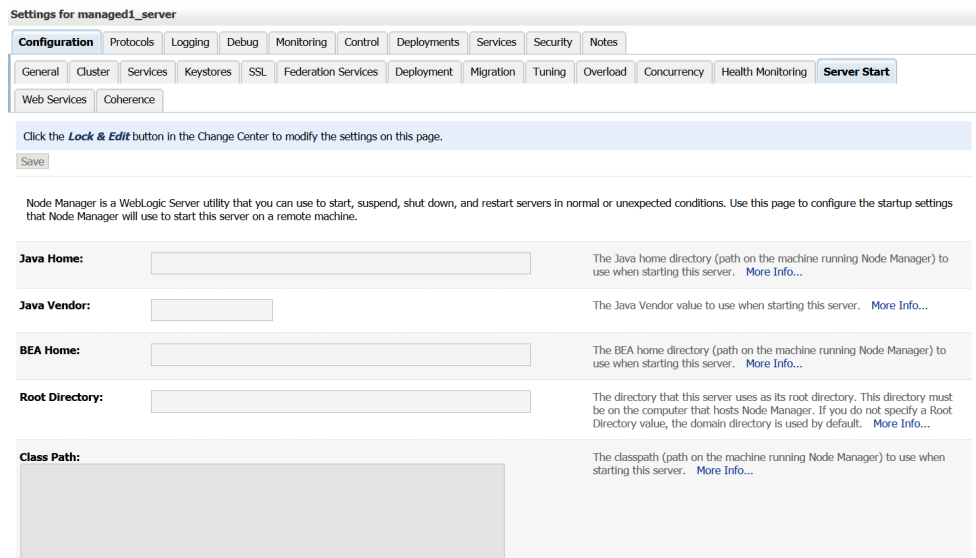 Settings for managed1_server
Configuration Protocols Logging Debug Monitoring Control Deployments Services Security Notes
General Cluster Services Keystores SSL Federation Services Deployment Migration Tuning Overload Concurrency Health Monitoring Server Start
Web Services Coherence
Click the Lock & Edit button in the Change Center to modify the settings on this page.
Save
Node Manager is a WebLogic Server utility that you can use to start, suspend, shut down, and restart servers in normal or unexpected conditions. Use this page to configure the startup settings
that Node Manager will use to start this server on a remote machine.
Java Home:
The Java home directory (path on the machine running Node Manager) to
use when starting this server. More Info...
Java Vendor:
The Java Vendor value to use when starting this server. More Info...
BEA Home:
The BEA home directory (path on the machine running Node Manager) to
use when starting this server. More Info...
Root Directory:
The directory that this server uses as its root directory. This directory must
be on the computer that hosts Node Manager. If you do not specify a Root
Directory value, the domain directory is used by default. More Info...
Class Path:
The classpath (path on the machine running Node Manager) to use when
starting this server. More Info...